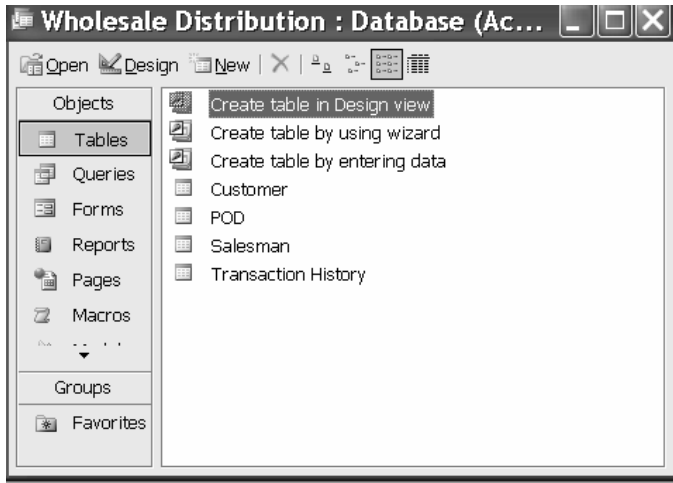 Wholesale Distribution : Database (Ac...
Open Design New
Objects
Tables
Queries
Forms
Reports
Pages
Macros
Groups
Favorites
Create table in Design view
Create table by using wizard
Create table by entering data
Customer
POD
Salesman
Transaction History